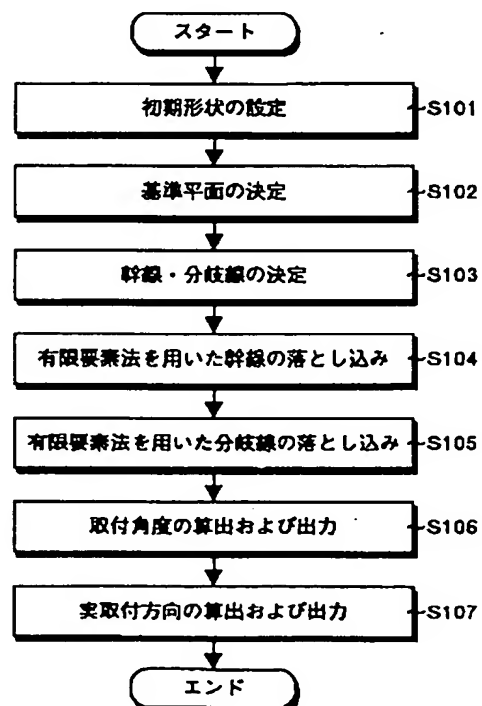 スタート
初期形状の設定 S101
基準平面の決定 S102
幹線・分岐線の決定 S103
有限要素法を用いた幹線の落とし込み S104
有限要素法を用いた分岐線の落とし込み S105
取付角度の算出および出力 S106
実取付方向の算出および出力 S107
エンド